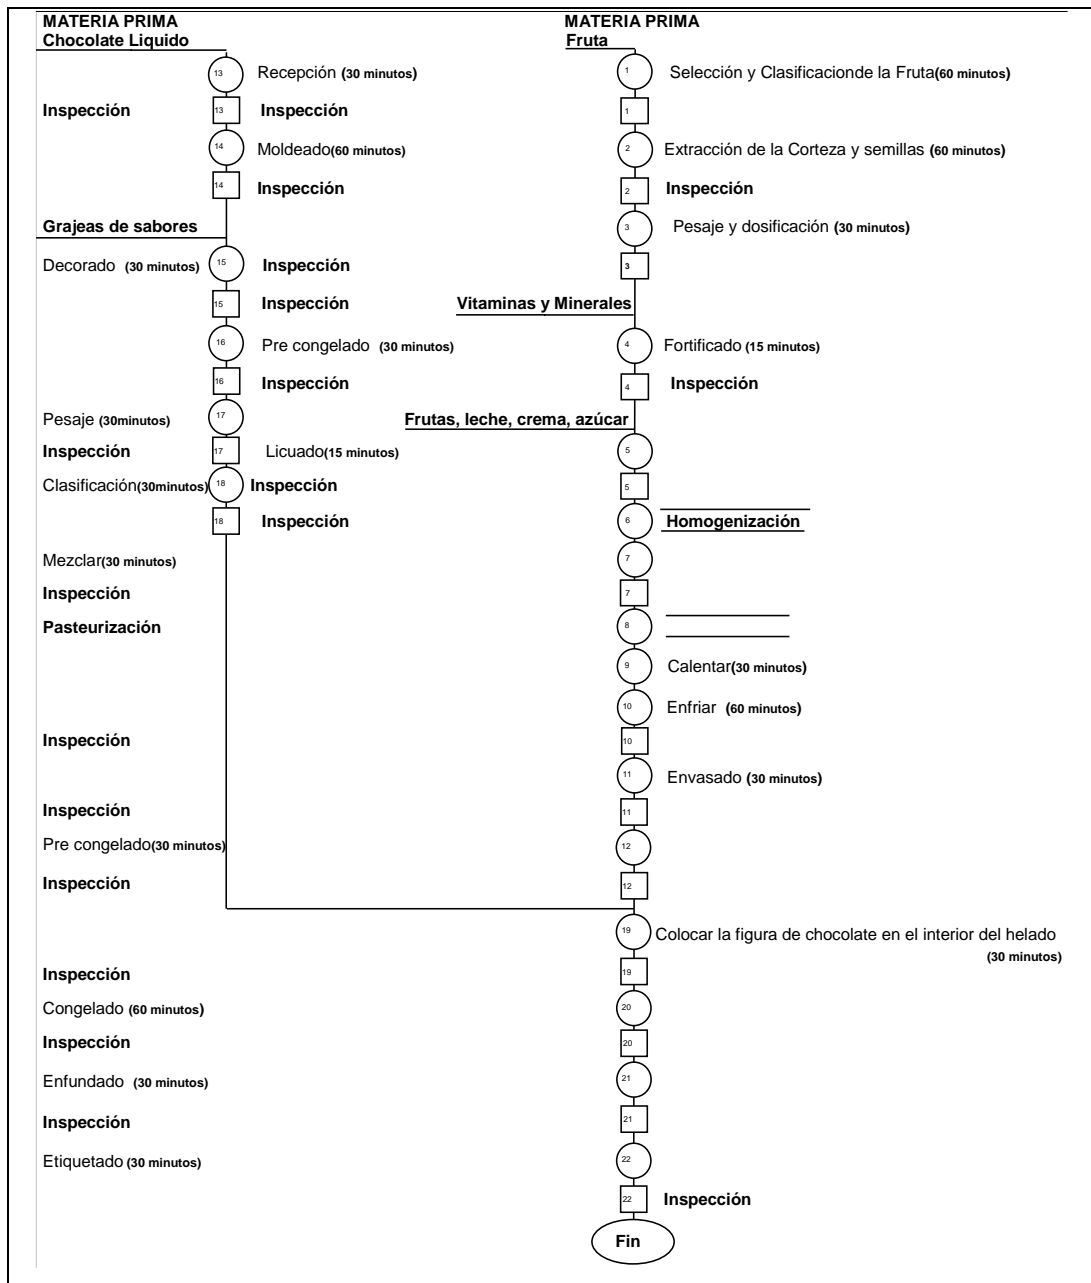 MATERIA PRIMA
Chocolate Liquido
MATERIA PRIMA
Fruta
13 Recepción (30 minutos)
1 Selección y Clasificacionde la Fruta(60 minutos)
Inspección 13 Inspección
1
14 Moldeado(60 minutos)
2 Extracción de la Corteza y semillas (60 minutos)
14 Inspección
2 Inspección
Grajeas de sabores
3 Pesaje y dosificación (30 minutos)
Decorado (30 minutos) 15 Inspección
3
15 Inspección
Vitaminas y Minerales
16 Pre congelado (30 minutos)
4 Fortificado (15 minutos)
16 Inspección
4 Inspección
Pesaje (30minutos) 17
Frutas, leche, crema, azúcar
Inspección 17 Licuado(15 minutos)
5
Clasificación(30minutos) 18 Inspección
5
18 Inspección
6 Homogenización
Mezclar(30 minutos)
7
Inspección
7
Pasteurización
8
9 Calentar(30 minutos)
10 Enfriar (60 minutos)
Inspección
10
11 Envasado (30 minutos)
Inspección
11
Pre congelado(30 minutos)
12
Inspección
12
19 Colocar la figura de chocolate en el interior del helado
(30 minutos)
Inspección
19
Congelado (60 minutos)
20
Inspección
20
Enfundado (30 minutos)
21
Inspección
21
Etiquetado (30 minutos)
22
22 Inspección
Fin